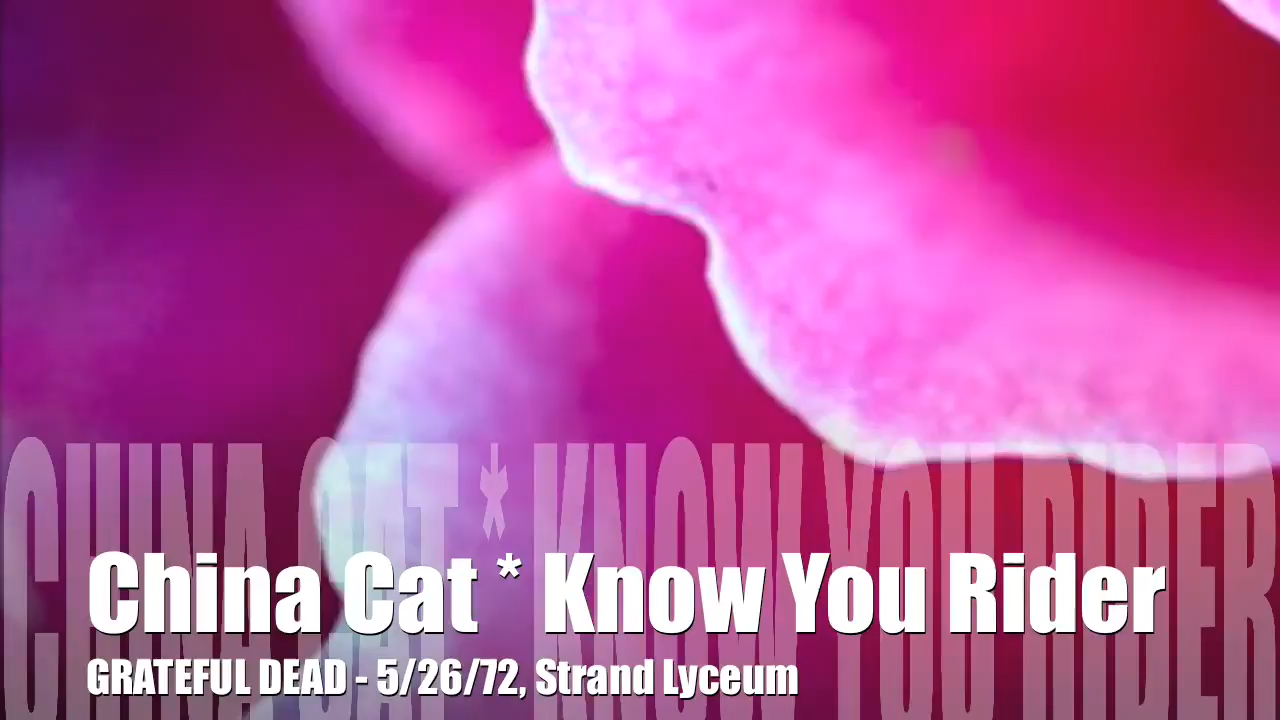 CHINA CAT * KNOW YOU RIDER
China Cat * Know You Rider
GRATEFUL DEAD - 5/26/72, Strand Lyceum